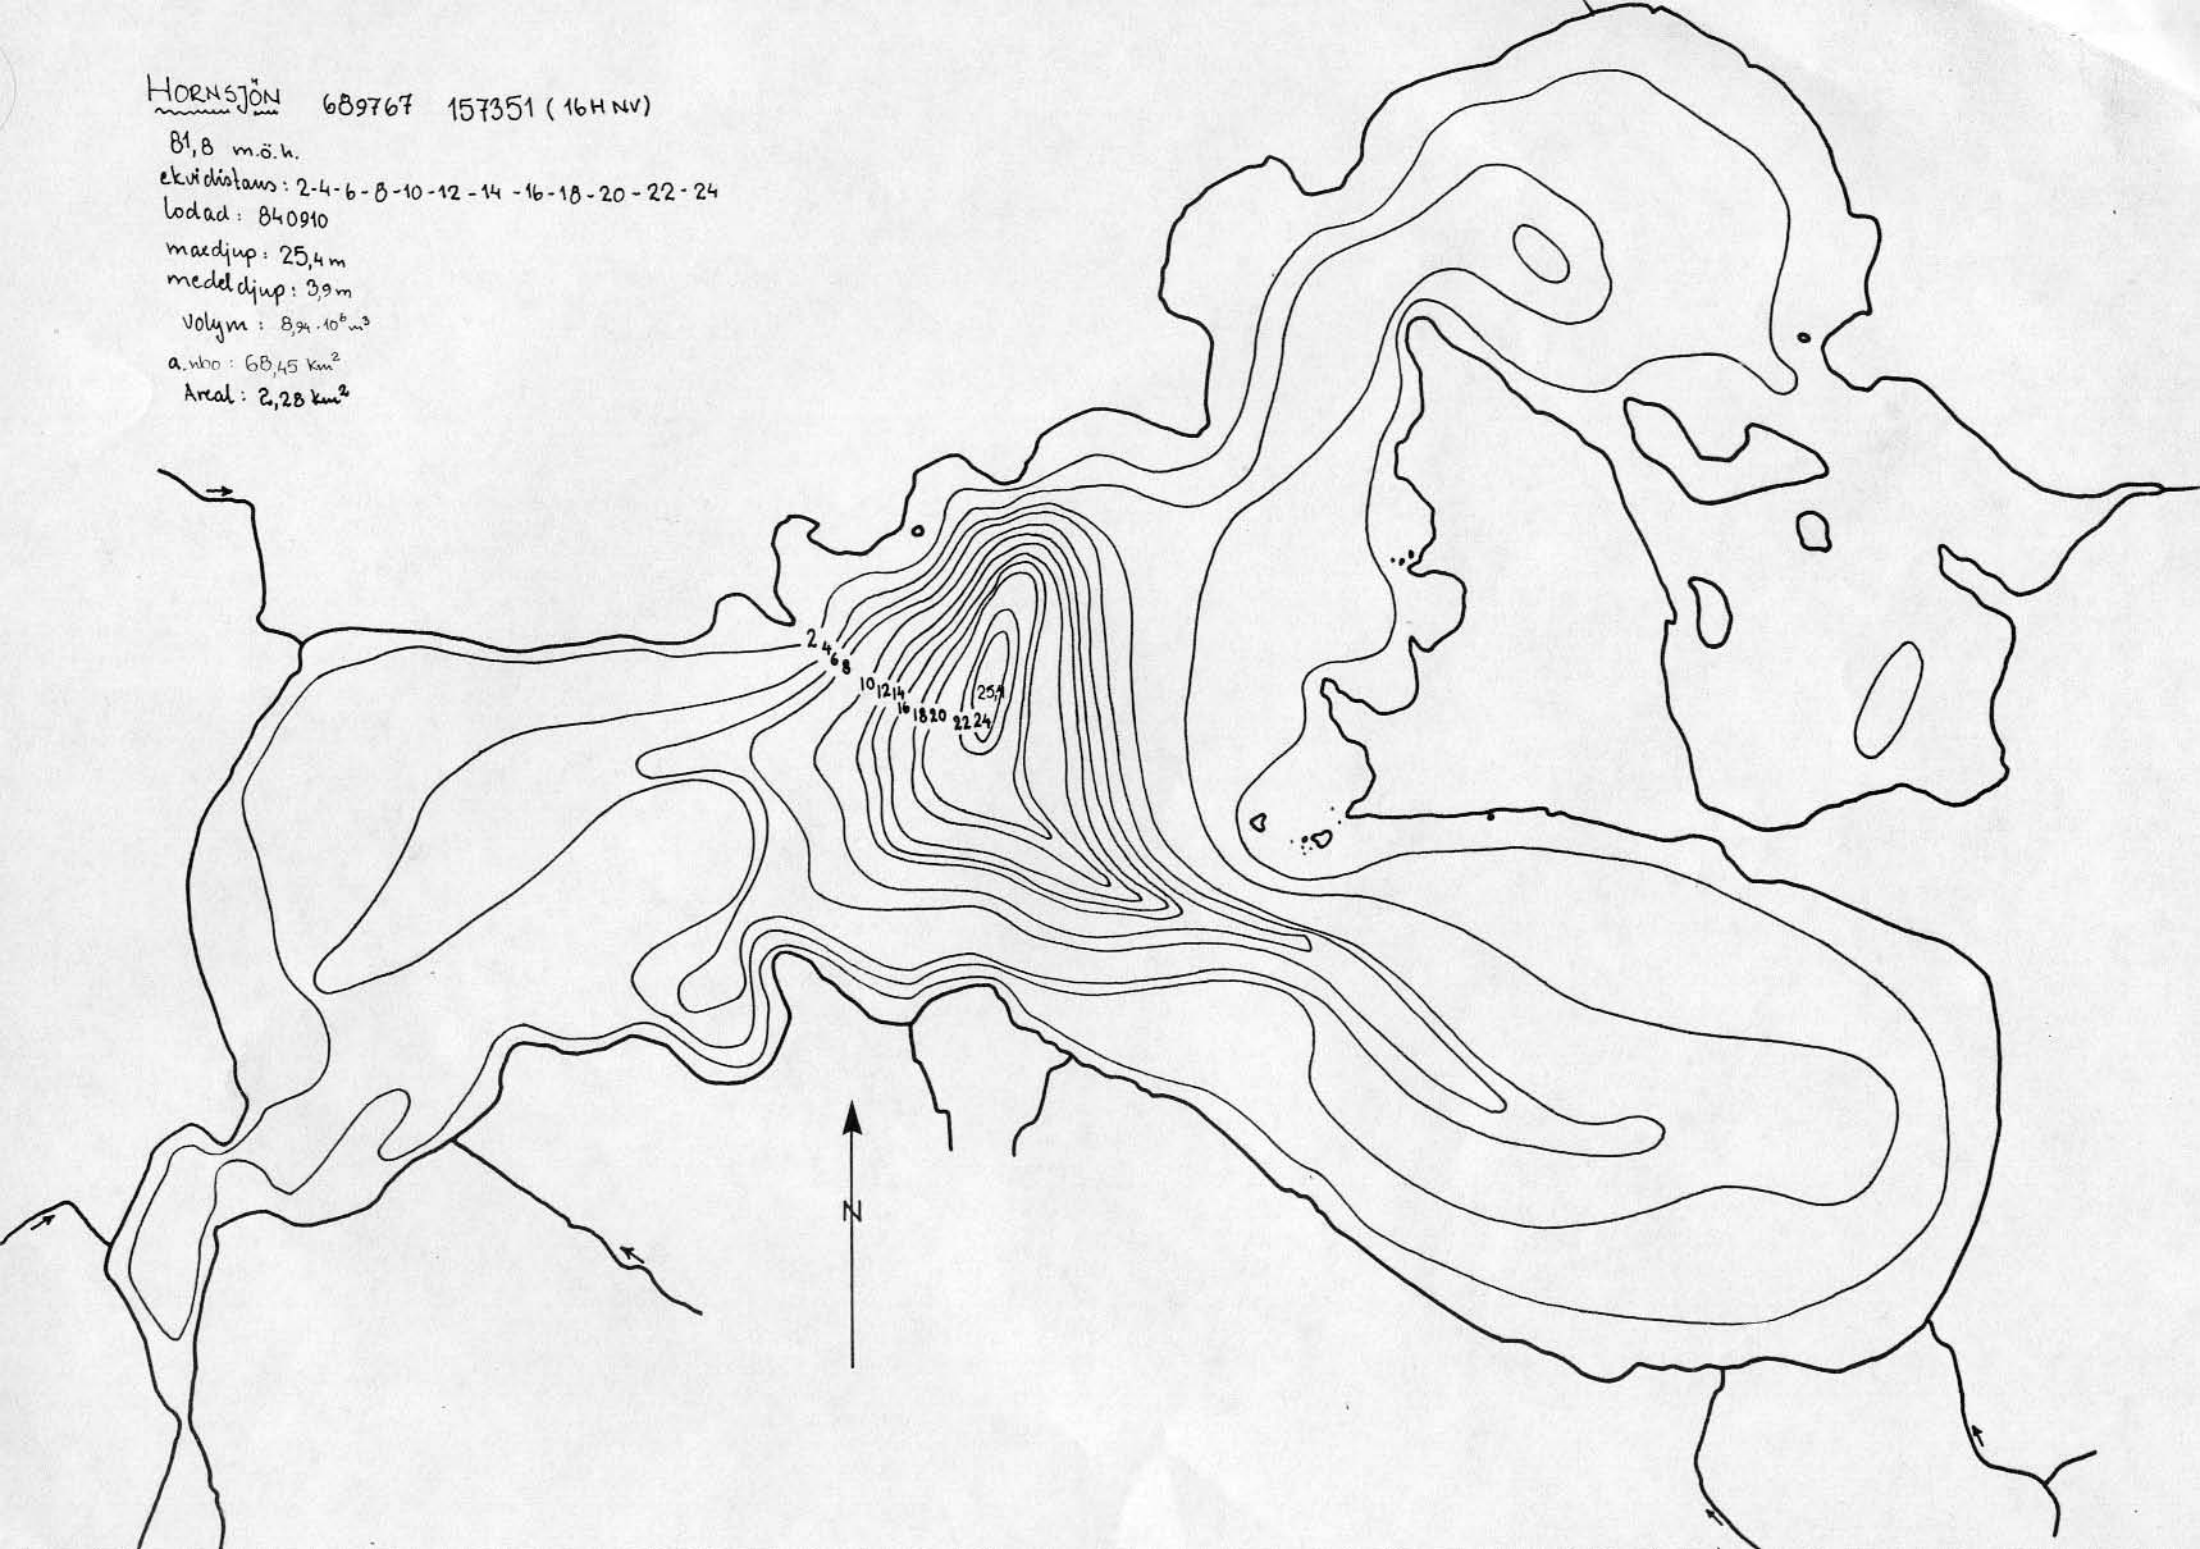 HORNSJÖN 689767 157351 (16H NV)
81,8 m.ö.h.
ekvidistans: 2-4-6-8-10-12-14-16-18-20-22-24
lodad: 840910
maxdjup: 25,4 m
medeldjup: 3,9 m
Volym: 8,94·10⁶ m³
a.nbo: 68,45 km²
Areal: 2,28 km²
2
4
6
8
10
12
14
16
18
20
22
24
25,4
N